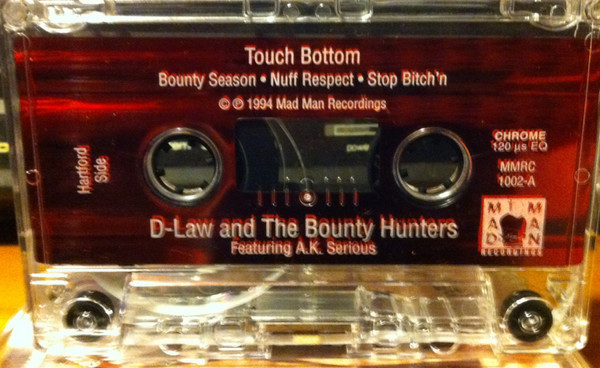 Touch Bottom
Bounty Season • Nuff Respect • Stop Bitch'n
© ℗ 1994 Mad Man Recordings
Hartford
Side
CHROME
120 µs EQ
MMRC
1002-A
D-Law and The Bounty Hunters
Featuring A.K. Serious
MAD
MAN
RECORDINGS